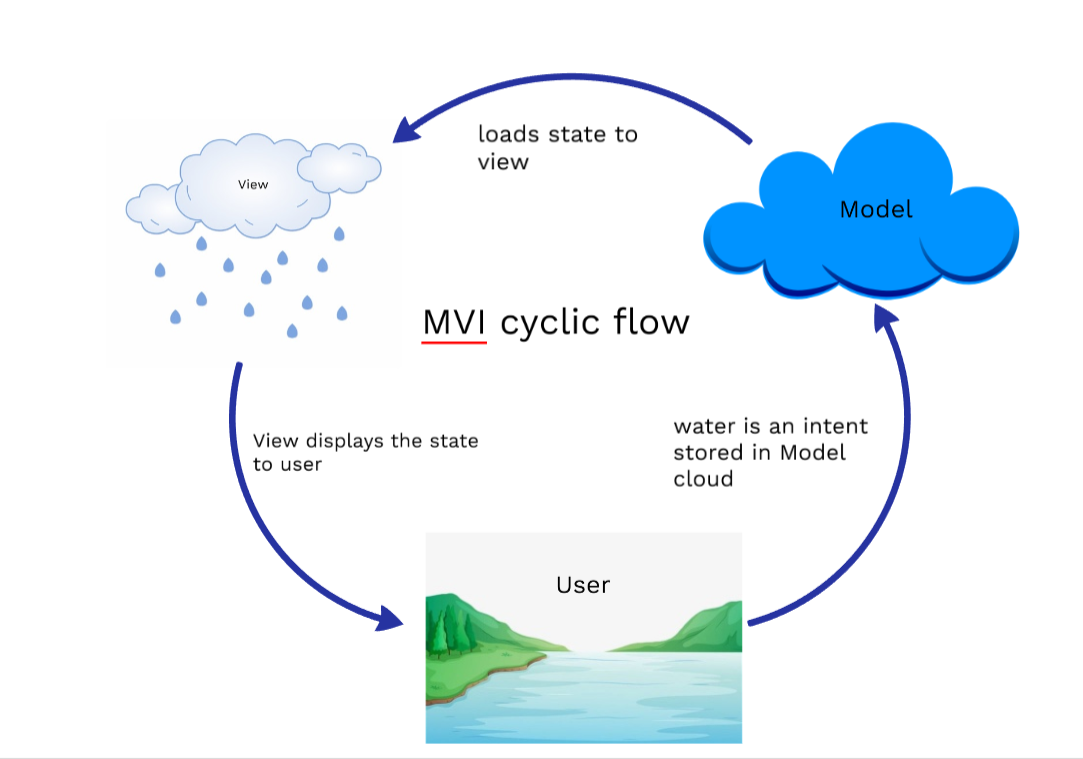 loads state to
view
View
Model
MVI cyclic flow
View displays the state
to user
water is an intent
stored in Model
cloud
User